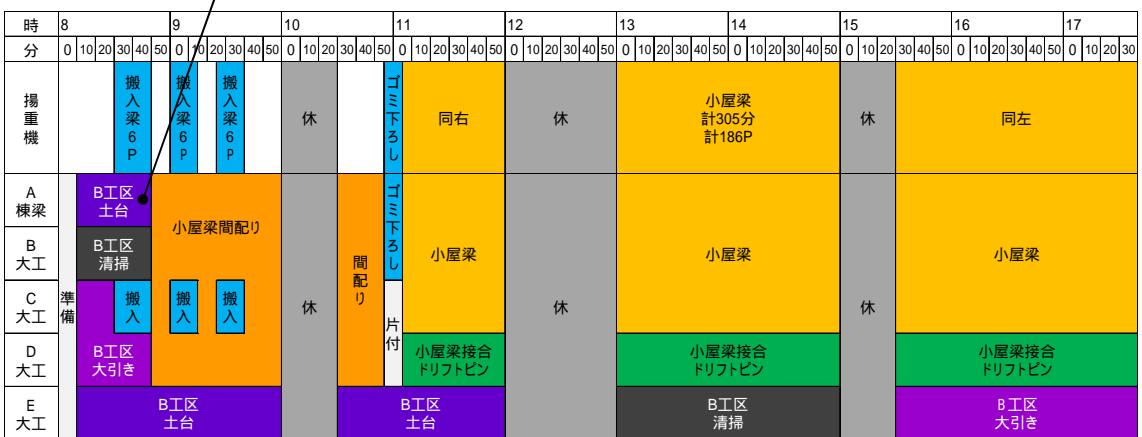 時 8 9 10 11 12 13 14 15 16 17
分 0 10 20 30 40 50 0 10 20 30 40 50 0 10 20 30 40 50 0 10 20 30 40 50 0 10 20 30 40 50 0 10 20 30 40 50 0 10 20 30 40 50 0 10 20 30 40 50 0 10 20 30 40 50 0 10 20 30
揚重機
搬入梁6P
搬入梁6P
搬入梁6P
休
ゴミ下ろし
同右
休
小屋梁
計305分
計186P
休
同左
A
棟梁
B
大工
C
大工
D
大工
E
大工
準備
B工区
土台
B工区
清掃
B工区
大引き
搬入
小屋梁間配り
搬入
搬入
休
間配り
ゴミ下ろし
片付
小屋梁
小屋梁接合
ドリフトピン
休
小屋梁
小屋梁接合
ドリフトピン
休
小屋梁
小屋梁接合
ドリフトピン
B工区
土台
B工区
土台
B工区
清掃
B工区
大引き